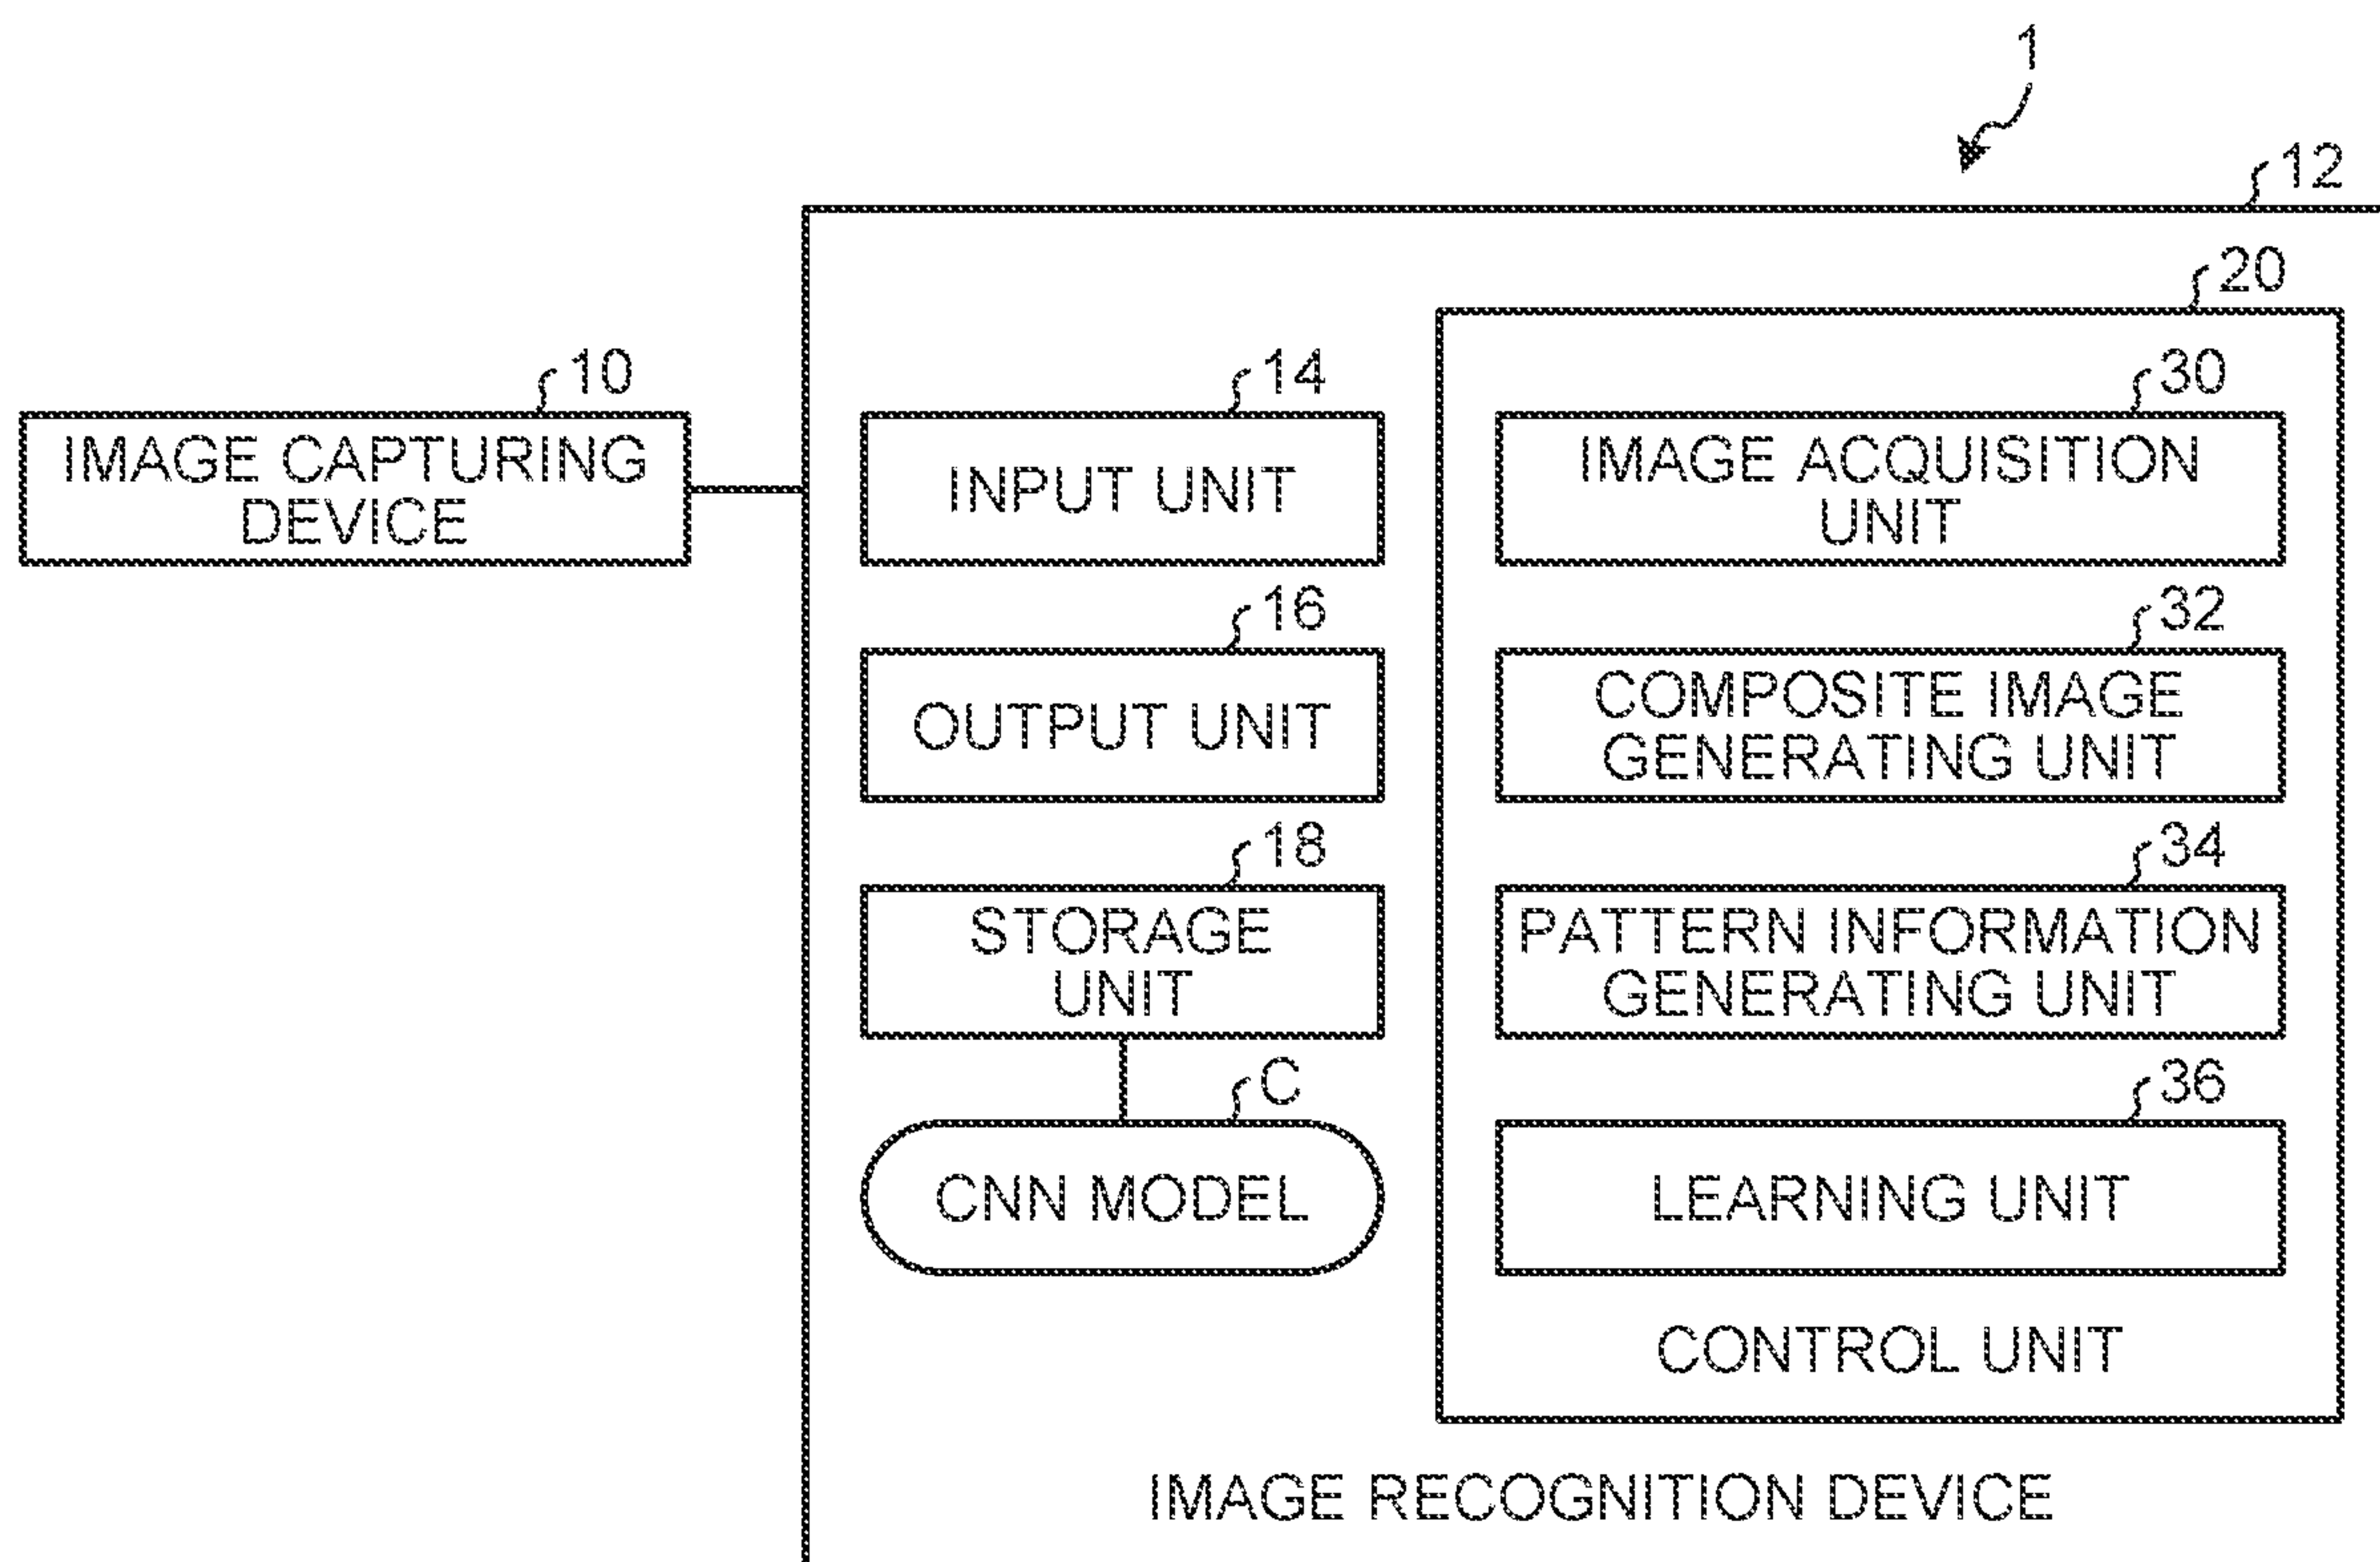 1
12
20
10
IMAGE CAPTURING
DEVICE
14
INPUT UNIT
16
OUTPUT UNIT
18
STORAGE
UNIT
C
CNN MODEL
30
IMAGE ACQUISITION
UNIT
32
COMPOSITE IMAGE
GENERATING UNIT
34
PATTERN INFORMATION
GENERATING UNIT
36
LEARNING UNIT
CONTROL UNIT
IMAGE RECOGNITION DEVICE